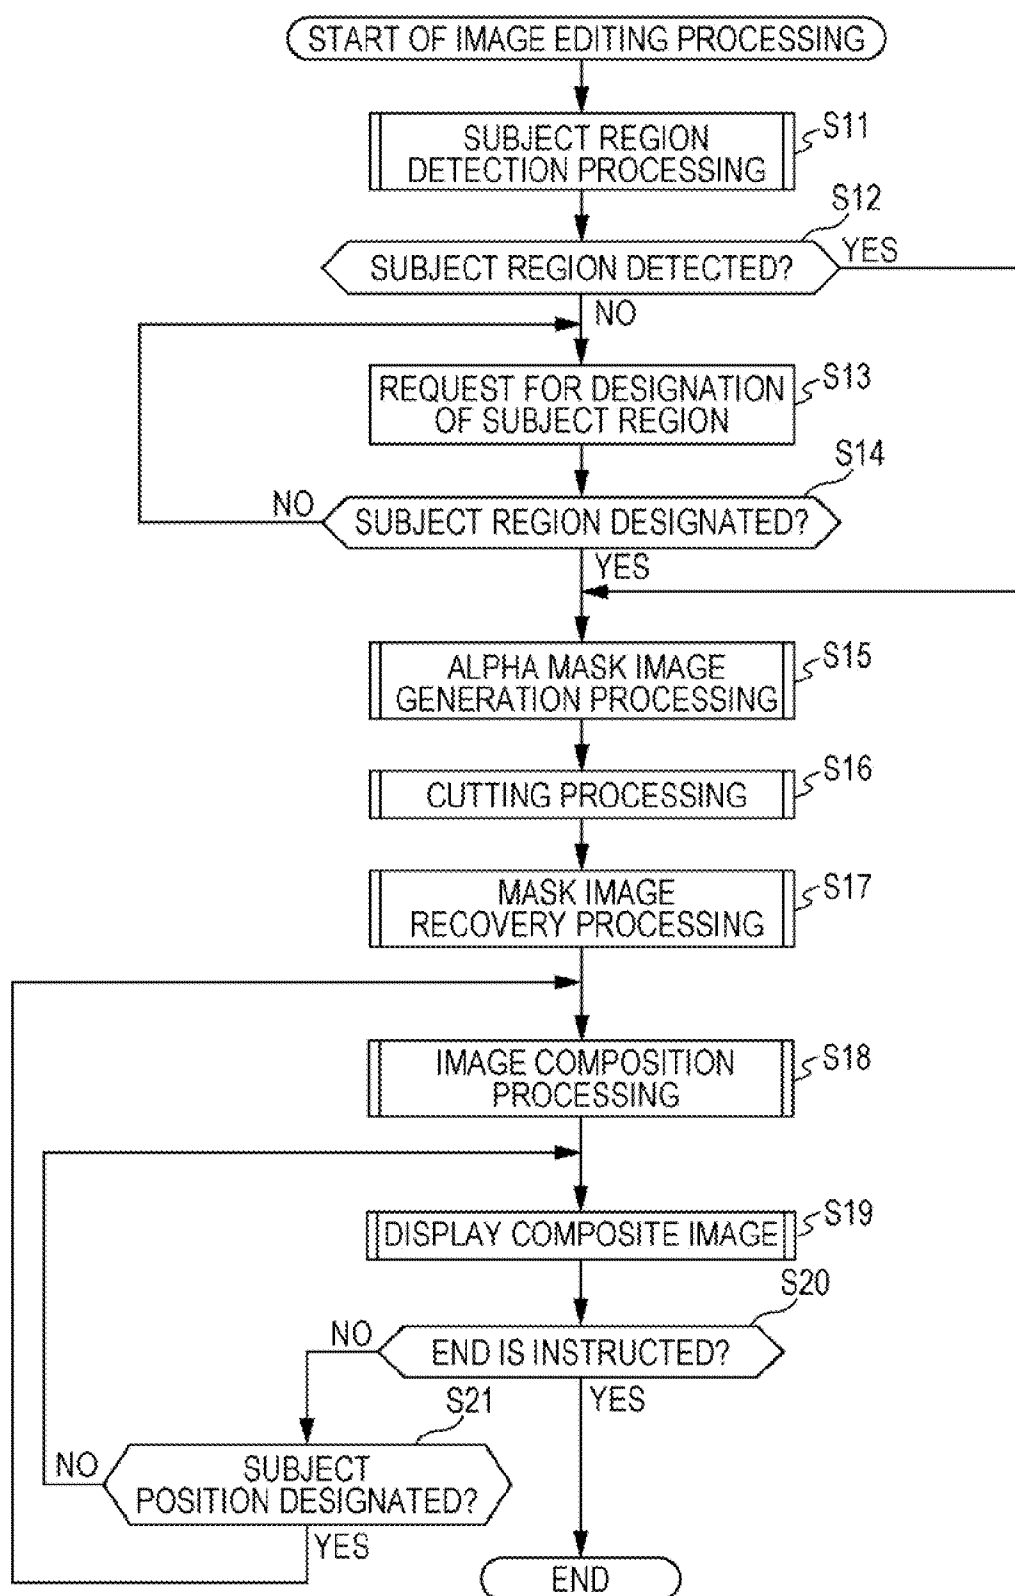 START OF IMAGE EDITING PROCESSING
SUBJECT REGION
DETECTION PROCESSING
S11
S12
SUBJECT REGION DETECTED?
YES
NO
REQUEST FOR DESIGNATION
OF SUBJECT REGION
S13
S14
NO
SUBJECT REGION DESIGNATED?
YES
ALPHA MASK IMAGE
GENERATION PROCESSING
S15
CUTTING PROCESSING
S16
MASK IMAGE
RECOVERY PROCESSING
S17
IMAGE COMPOSITION
PROCESSING
S18
DISPLAY COMPOSITE IMAGE
S19
S20
NO
END IS INSTRUCTED?
YES
S21
NO
SUBJECT
POSITION DESIGNATED?
YES
END